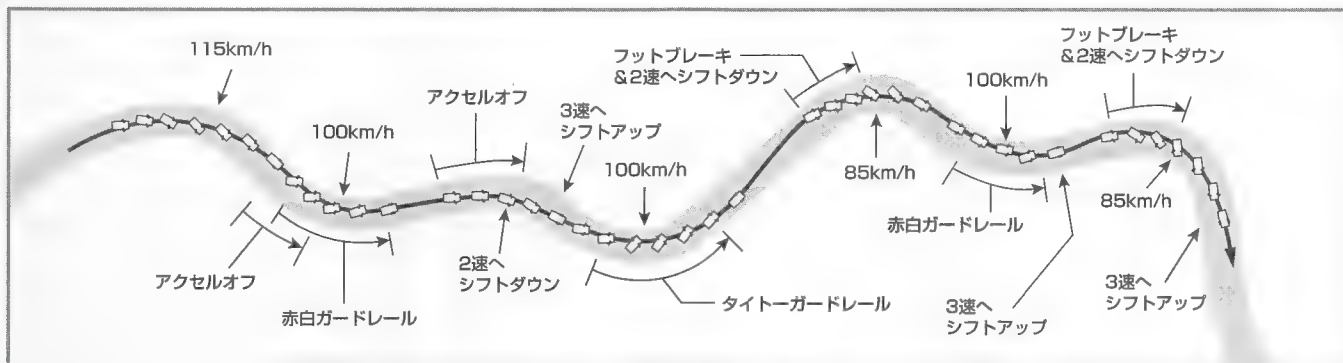 115km/h
アクセルオフ
100km/h
アクセルオフ
赤白ガードレール
2速へ
シフトダウン
3速へ
シフトアップ
100km/h
タイトーガードレール
フットブレーキ
&2速へシフトダウン
85km/h
100km/h
赤白ガードレール
3速へ
シフトアップ
フットブレーキ
&2速へシフトダウン
85km/h
3速へ
シフトアップ